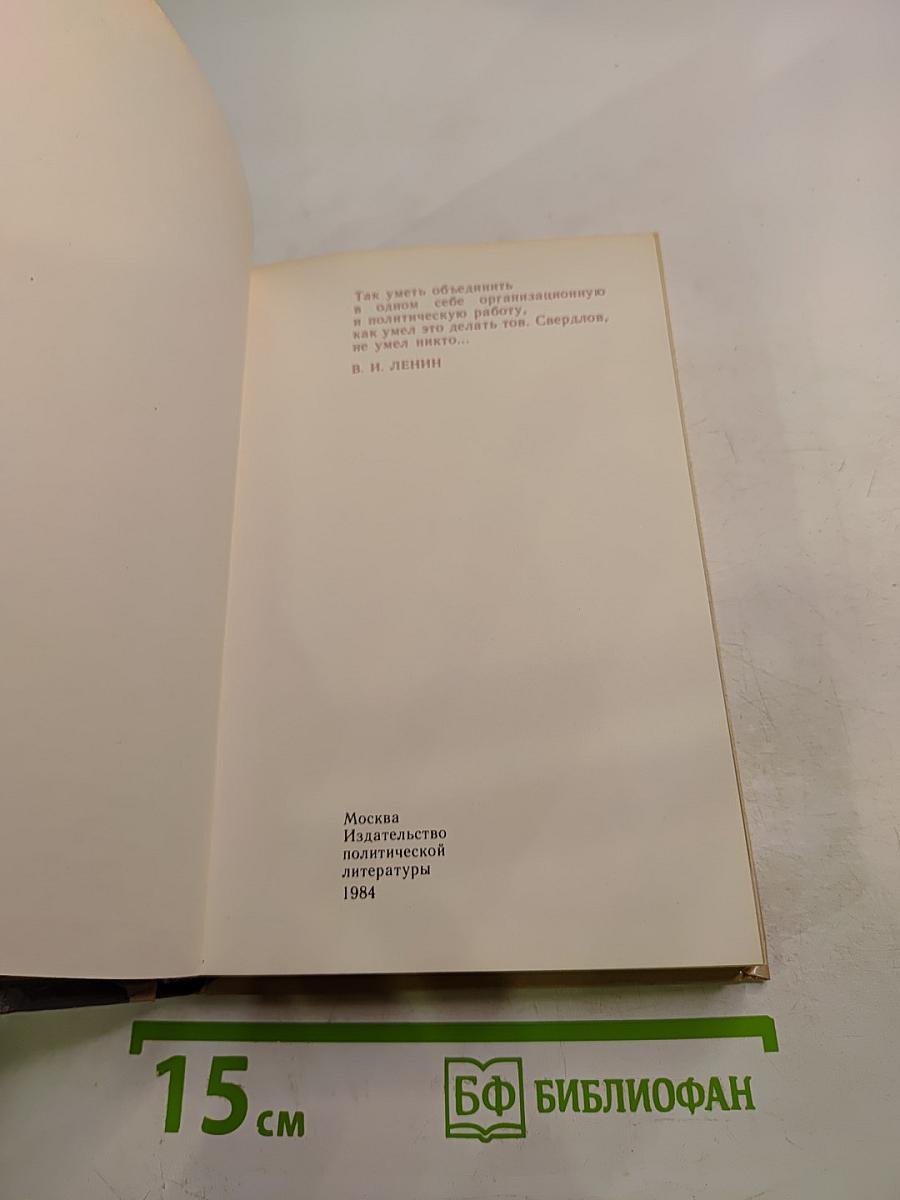 Так уметь объединить
в одном себе организационную
и политическую работу,
как умел это делать тов. Свердлов,
не умел никто...
В. И. ЛЕНИН
Москва
Издательство
политической
литературы
1984
15 см
БФ БИБЛИОФАН